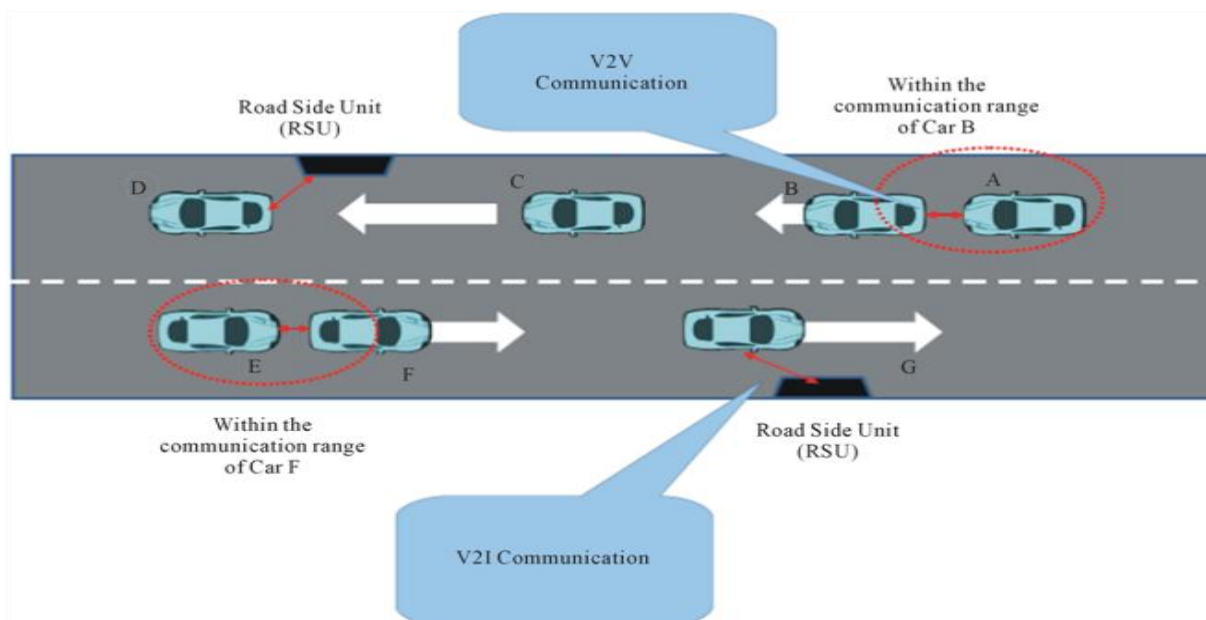 V2V
Communication
Within the
communication range
of Car B
Road Side Unit
(RSU)
D
C
B
A
E
F
G
Within the
communication range
of Car F
Road Side Unit
(RSU)
V2I Communication